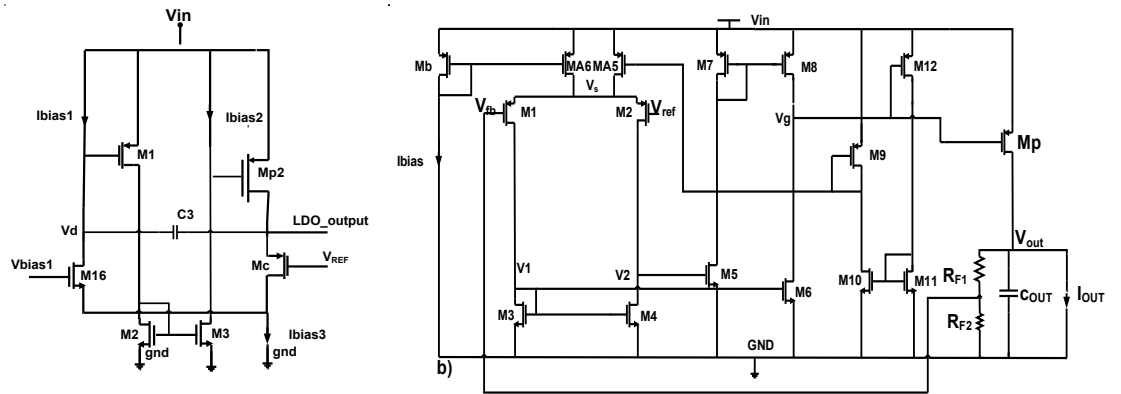 Vin
Ibias1
Ibias2
M1
Mp2
C3
LDO_output
Vd
Vbias1
M16
Mc
VREF
M2
M3
Ibias3
gnd
gnd
Vin
Mb
MA6
MA5
M7
M8
M12
Vs
Vfb
M1
M2
Vref
Vg
Mp
Ibias
M9
Vout
V1
V2
M5
M10
M11
RF1
COUT
IOUT
M3
M4
M6
RF2
GND
b)